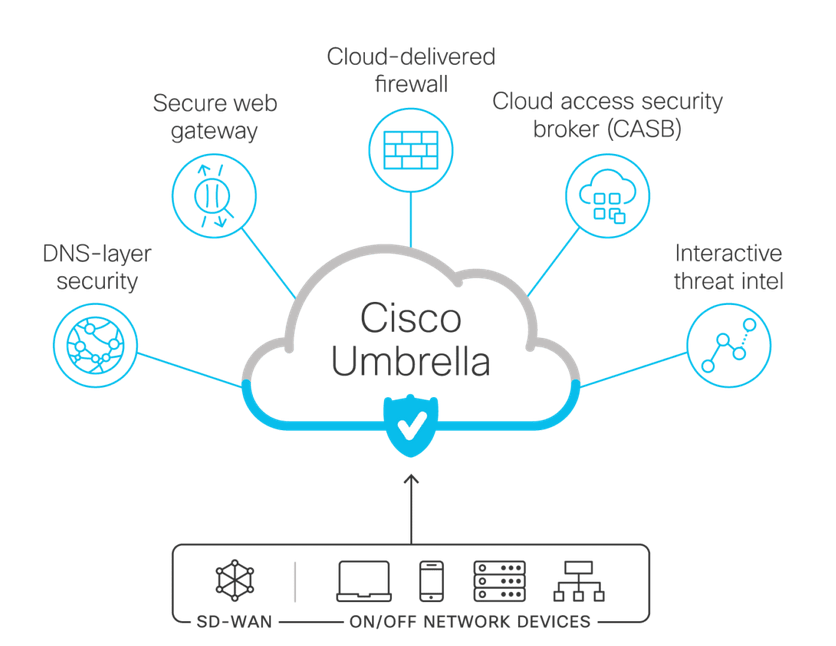 Cloud-delivered
firewall
Secure web
gateway
Cloud access security
broker (CASB)
DNS-layer
security
Interactive
threat intel
Cisco
Umbrella
SD-WAN
ON/OFF NETWORK DEVICES